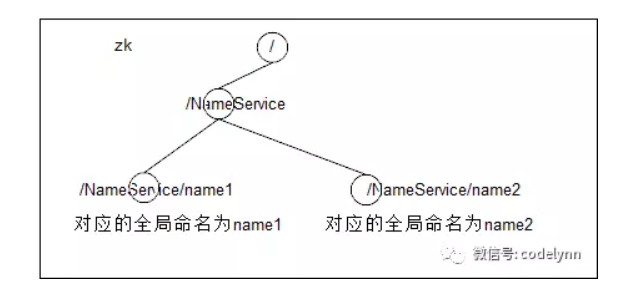 zk
/
/NameService
/NameService/name1
/NameService/name2
对应的全局命名为name1
对应的全局命名为name2
微信号: codelynn